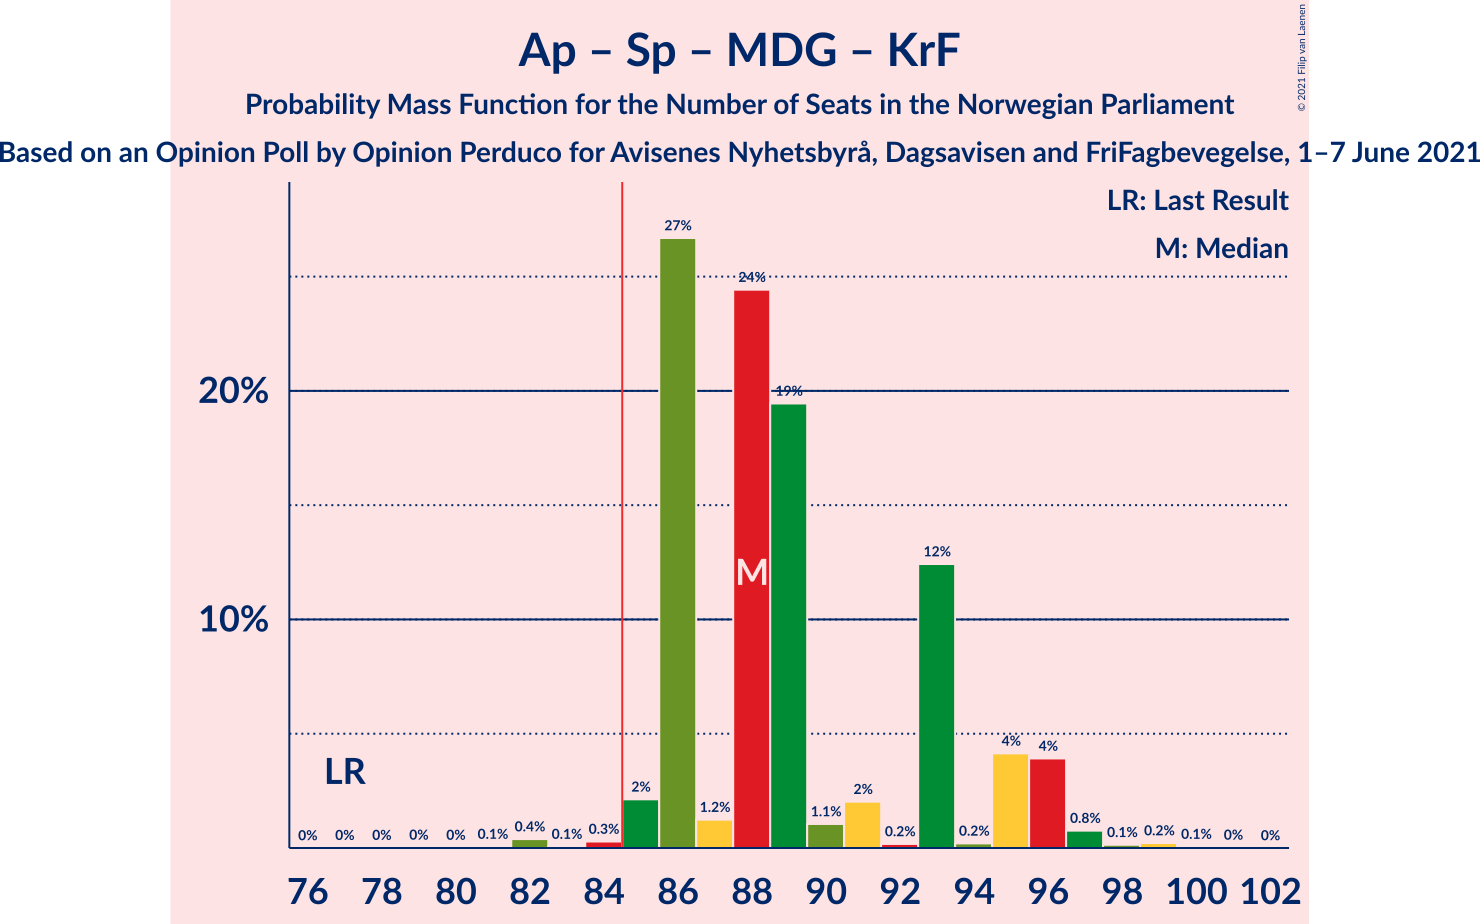 Ap – Sp – MDG – KrF
Probability Mass Function for the Number of Seats in the Norwegian Parliament
Based on an Opinion Poll by Opinion Perduco for Avisenes Nyhetsbyrå, Dagsavisen and FriFagbevegelse, 1–7 June 2021
© 2021 Filip van Laenen
LR: Last Result
M: Median
27%
24%
20%
19%
12%
M
10%
4% 4%
LR
2% 2%
1.2% 1.1% 0.8%
0% 0% 0% 0% 0% 0.1% 0.4% 0.1% 0.3% 0.2% 0.2% 0.1% 0.2% 0.1% 0% 0%
76 78 80 82 84 86 88 90 92 94 96 98 100 102